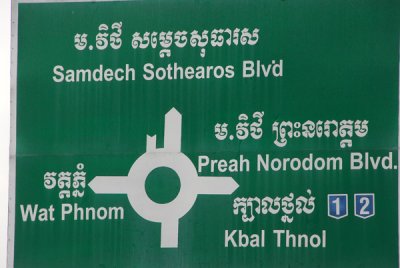 ម.វិថី សម្តេចសុធារស
Samdech Sothearos Blvd
ម.វិថី ព្រះនរោត្តម
Preah Norodom Blvd.
វត្តភ្នំ
Wat Phnom
ក្បាលថ្នល់ 1 2
Kbal Thnol